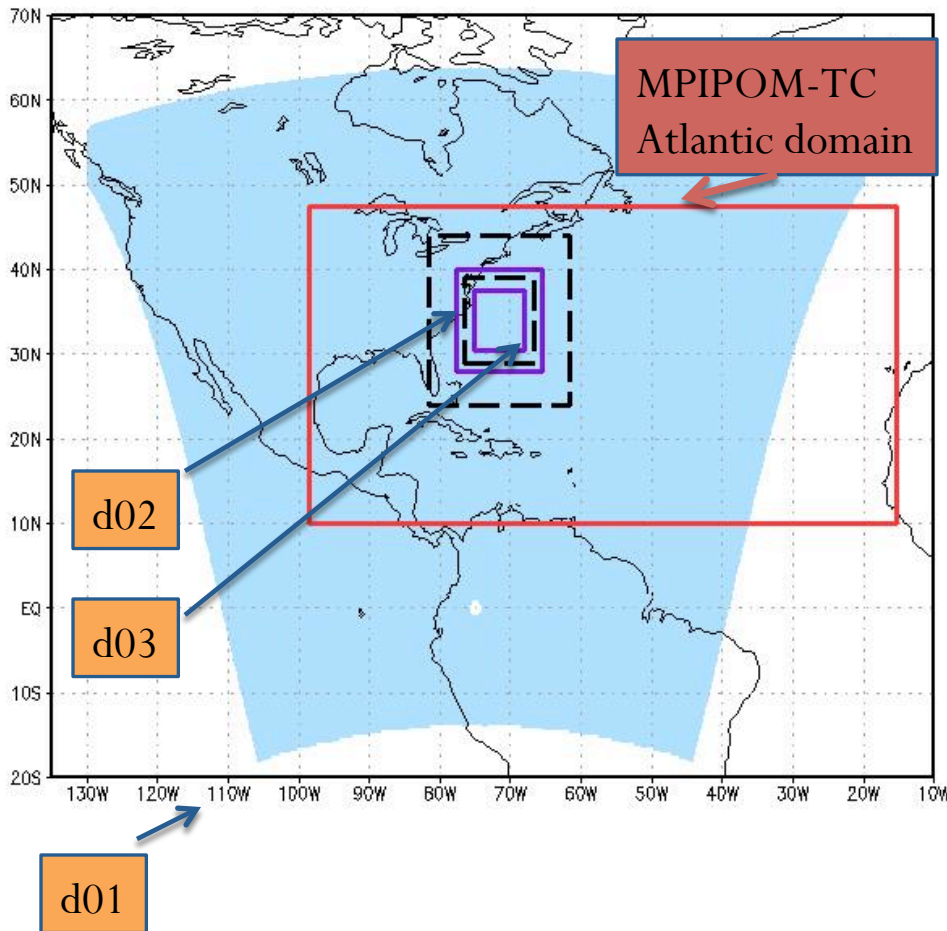 70N
MPIPOM-TC
Atlantic domain
60N
50N
40N
30N
20N
d02
10N
EQ
d03
10S
20S
130W 120W 110W 100W 90W 80W 70W 60W 50W 40W 30W 20W 10W
d01